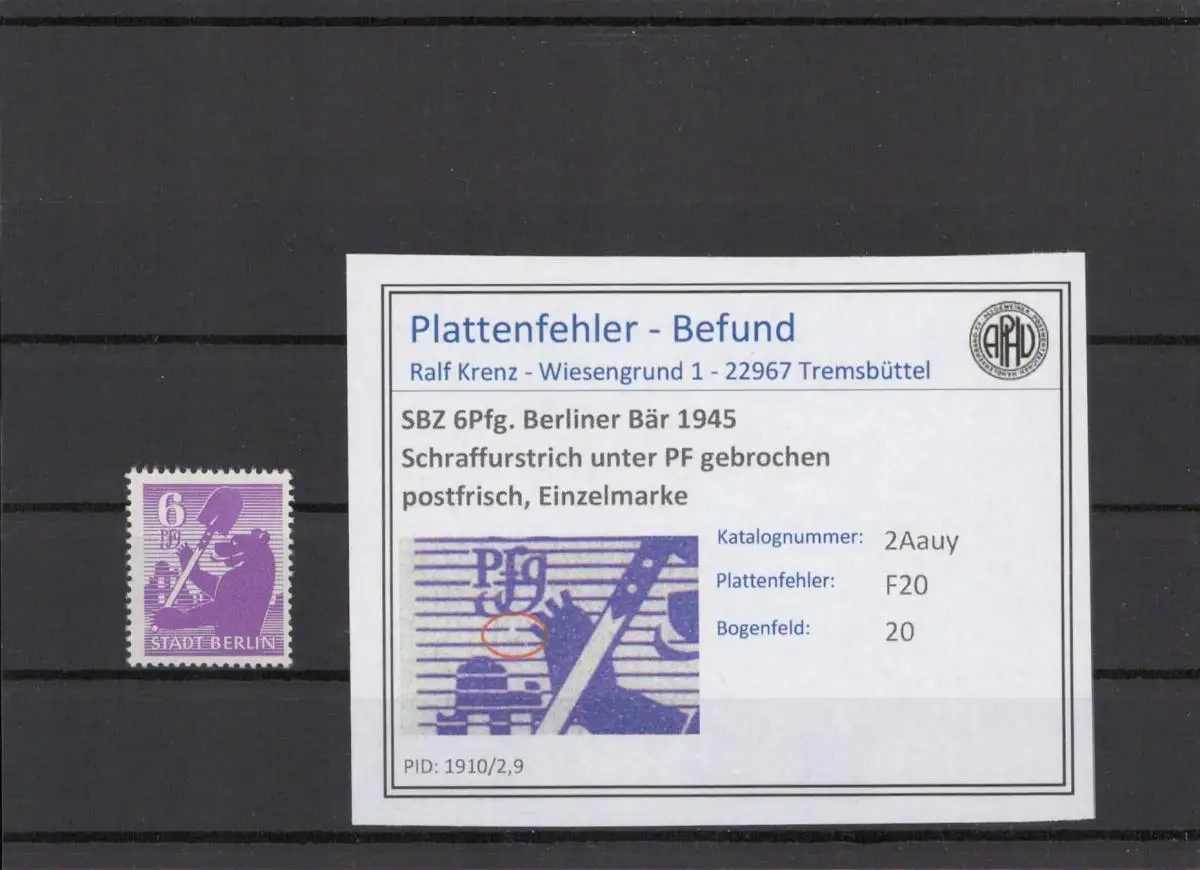 6
Pfg
STADT BERLIN
Plattenfehler - Befund
Ralf Krenz - Wiesengrund 1 - 22967 Tremsbüttel
APHV
SBZ 6Pfg. Berliner Bär 1945
Schraffurstrich unter PF gebrochen
postfrisch, Einzelmarke
Pfg
Katalognummer: 2Aauy
Plattenfehler: F20
Bogenfeld: 20
PID: 1910/2,9